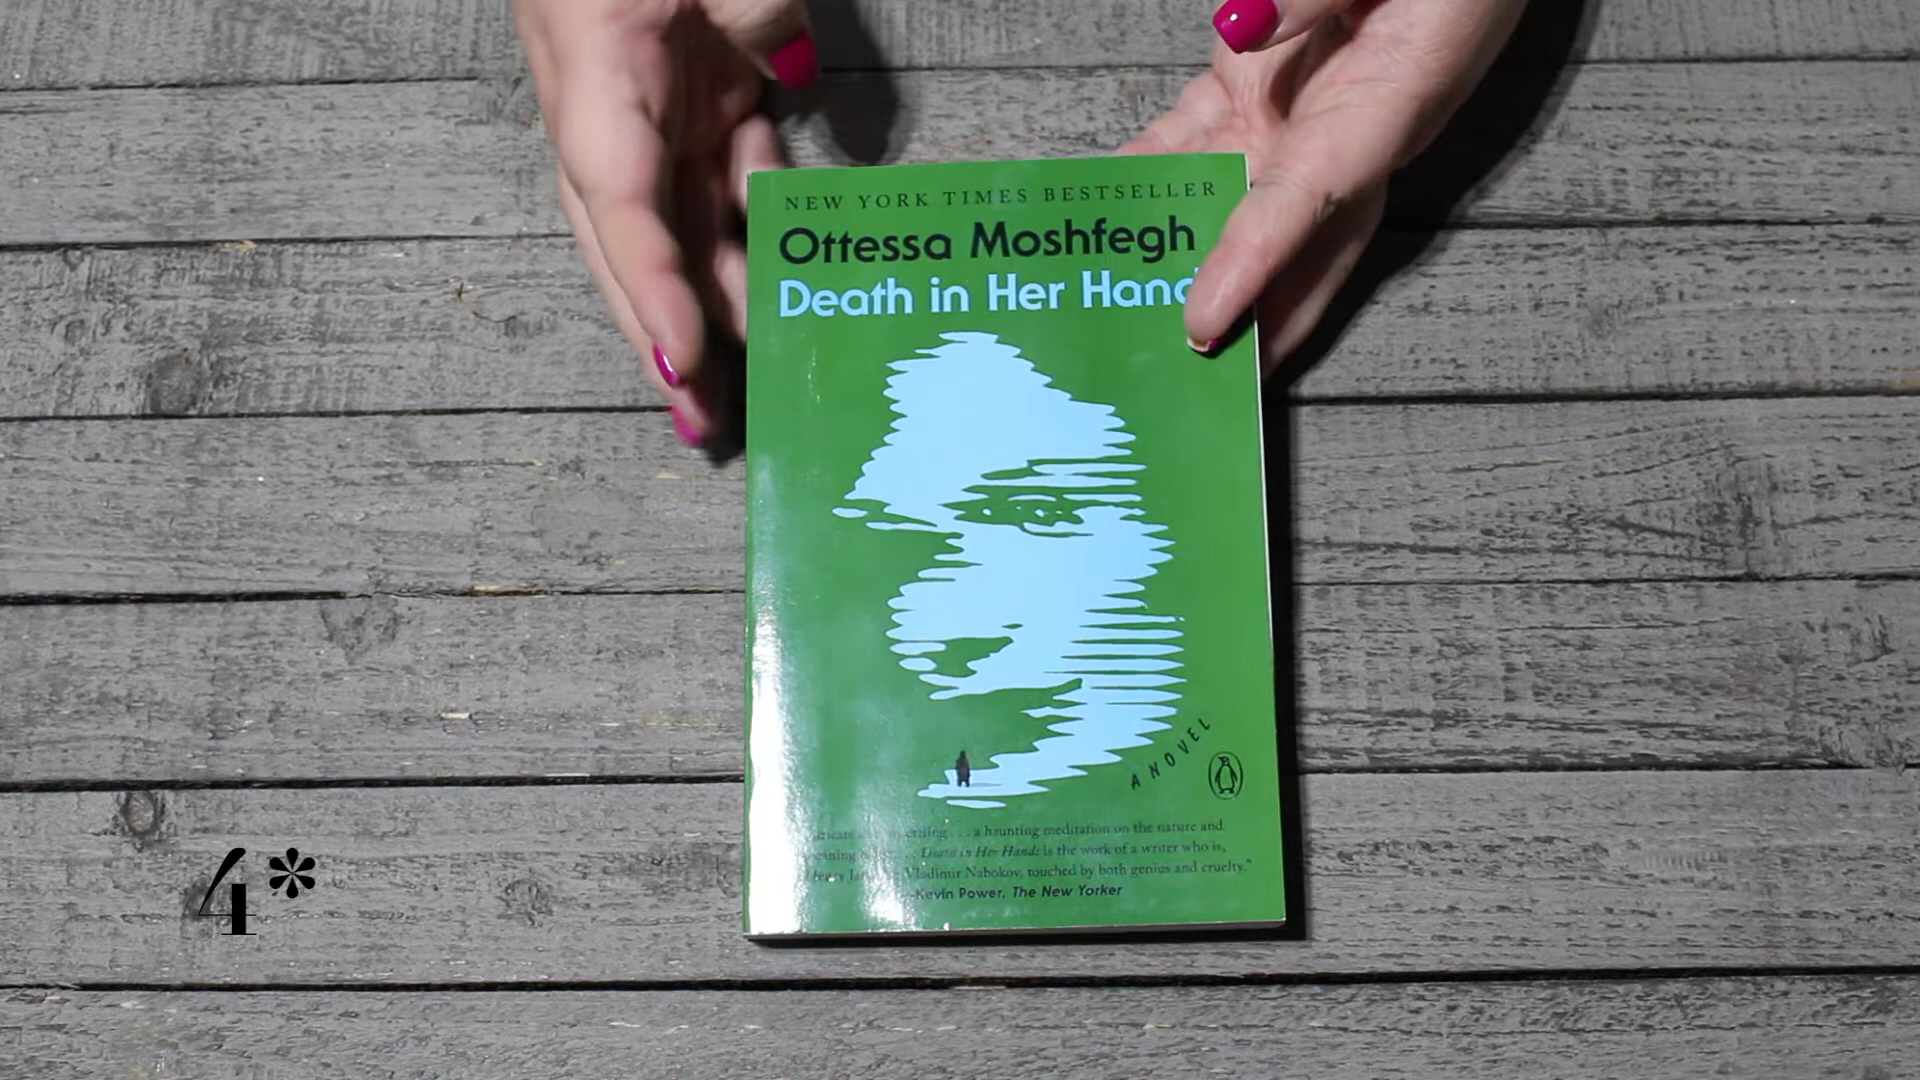 NEW YORK TIMES BESTSELLER
Ottessa Moshfegh
Death in Her Hand
A NOVEL
. . . a haunting meditation on the nature and
. . . Death in Her Hands is the work of a writer who is,
Vladimir Nabokov, touched by both genius and cruelty."
—Kevin Power, The New Yorker
4*